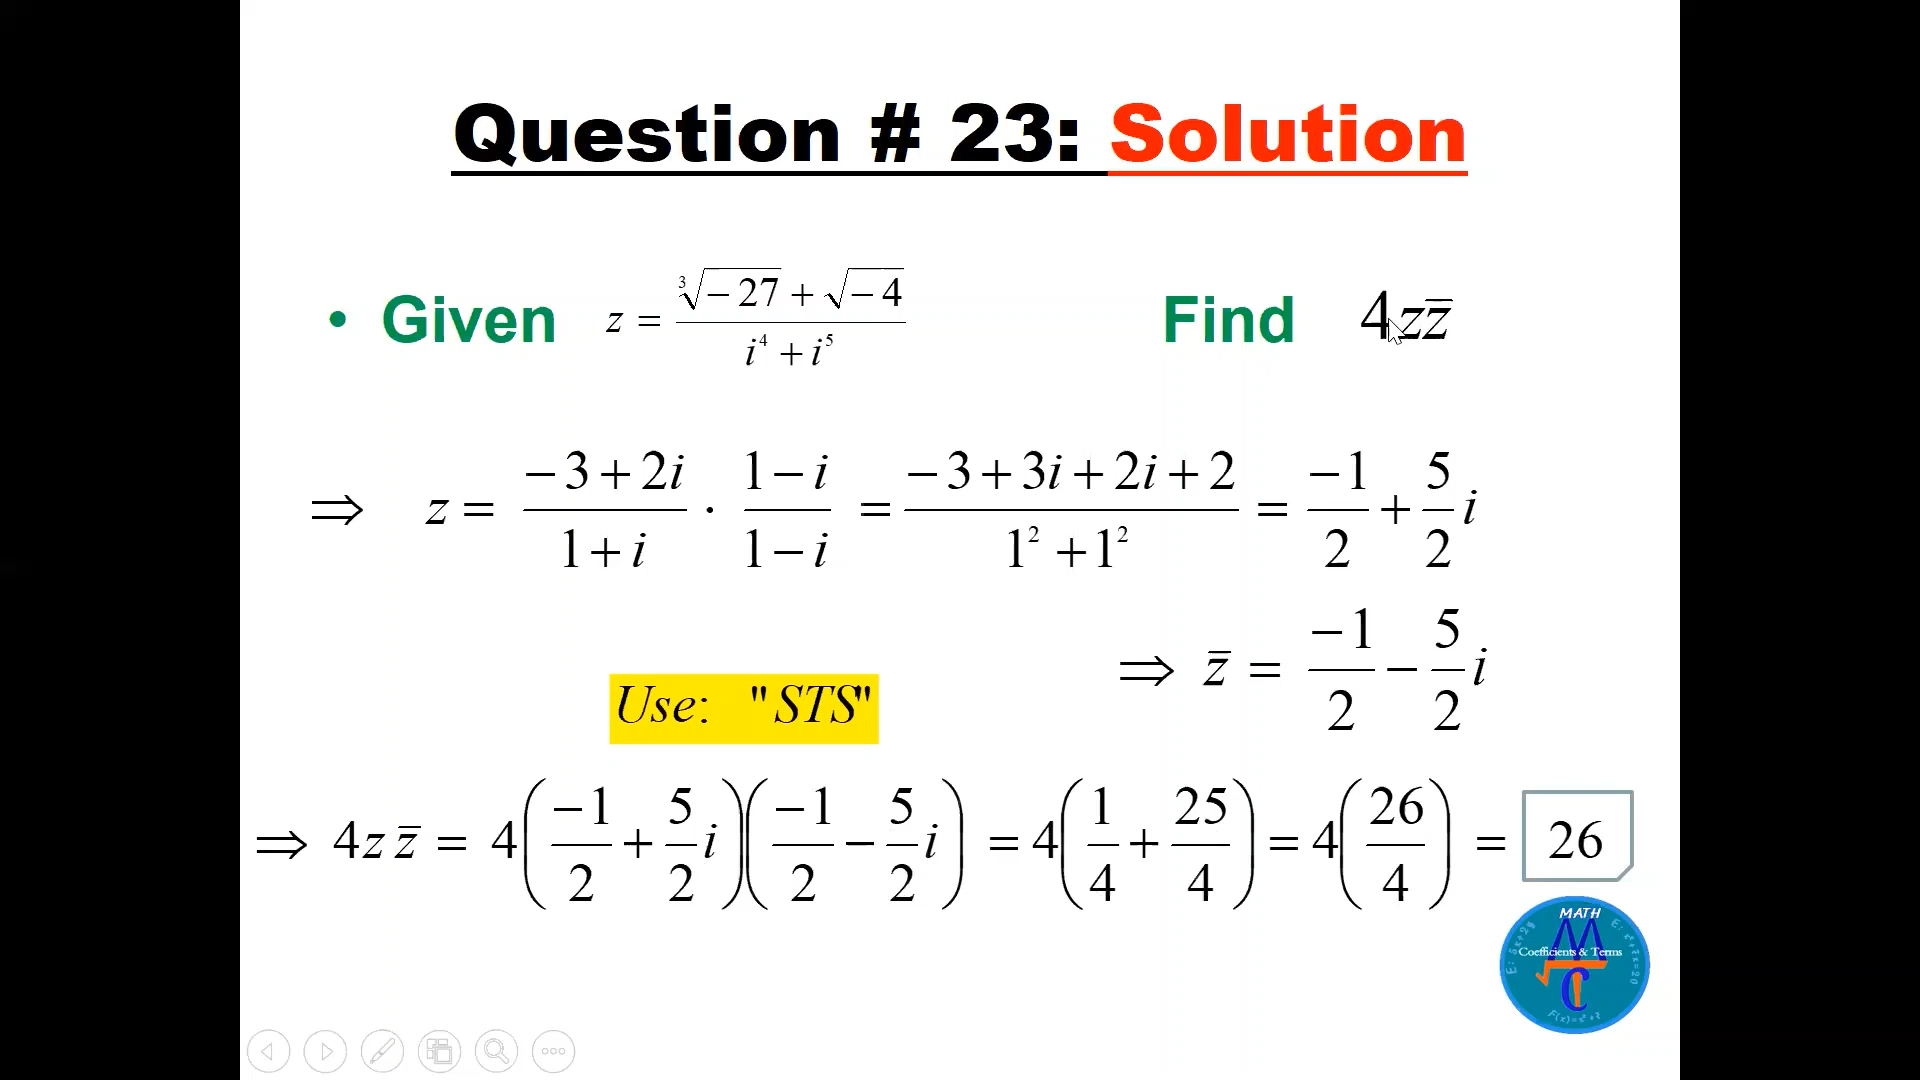 Question # 23: Solution
• Given z = (∛−27 + √−4) / (i⁴ + i⁵) Find 4zz̄
⇒ z = (−3 + 2i)/(1 + i) · (1 − i)/(1 − i) = (−3 + 3i + 2i + 2)/(1² + 1²) = −1/2 + 5/2 i
⇒ z̄ = −1/2 − 5/2 i
Use: "STS"
⇒ 4z z̄ = 4(−1/2 + 5/2 i)(−1/2 − 5/2 i) = 4(1/4 + 25/4) = 4(26/4) = 26
MATH
M
Coefficients & Terms
C